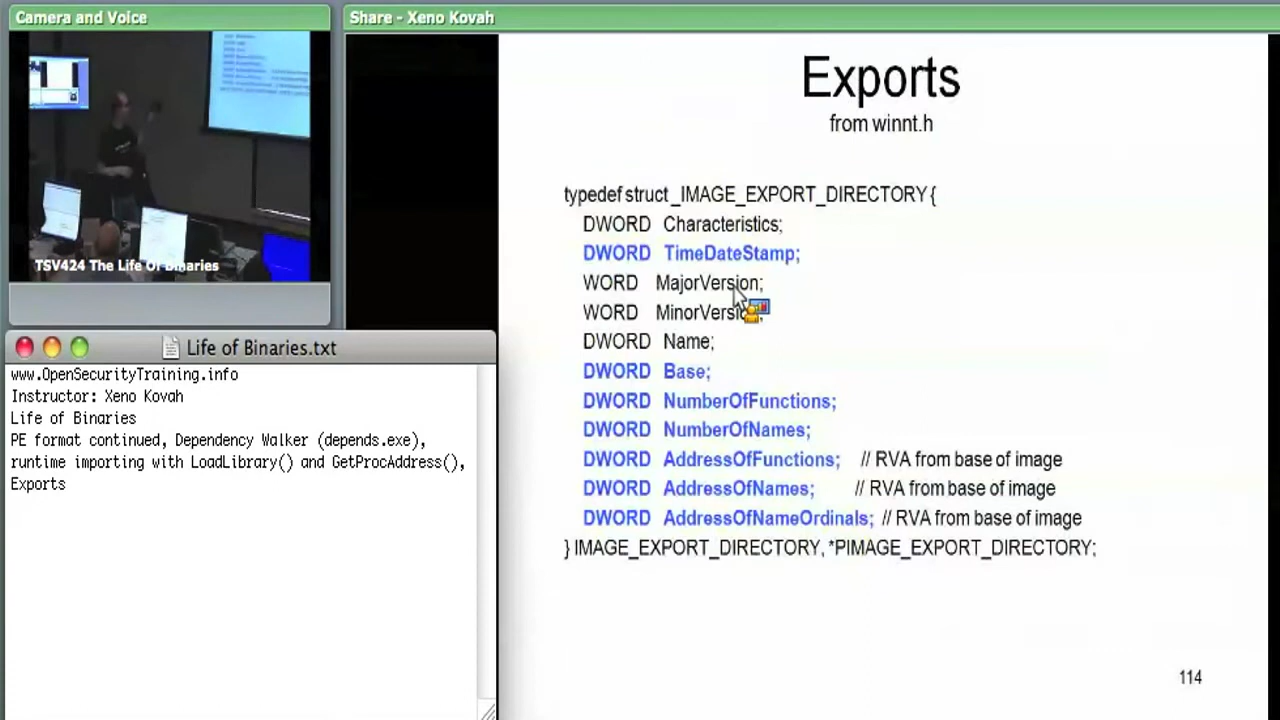 Camera and Voice
TSV424 The Life Of Binaries
Life of Binaries.txt
www.OpenSecurityTraining.info
Instructor: Xeno Kovah
Life of Binaries
PE format continued, Dependency Walker (depends.exe),
runtime importing with LoadLibrary() and GetProcAddress(),
Exports
Share - Xeno Kovah
Exports
from winnt.h
typedef struct _IMAGE_EXPORT_DIRECTORY {
DWORD Characteristics;
DWORD TimeDateStamp;
WORD MajorVersion;
WORD MinorVersion;
DWORD Name;
DWORD Base;
DWORD NumberOfFunctions;
DWORD NumberOfNames;
DWORD AddressOfFunctions; // RVA from base of image
DWORD AddressOfNames; // RVA from base of image
DWORD AddressOfNameOrdinals; // RVA from base of image
} IMAGE_EXPORT_DIRECTORY, *PIMAGE_EXPORT_DIRECTORY;
114